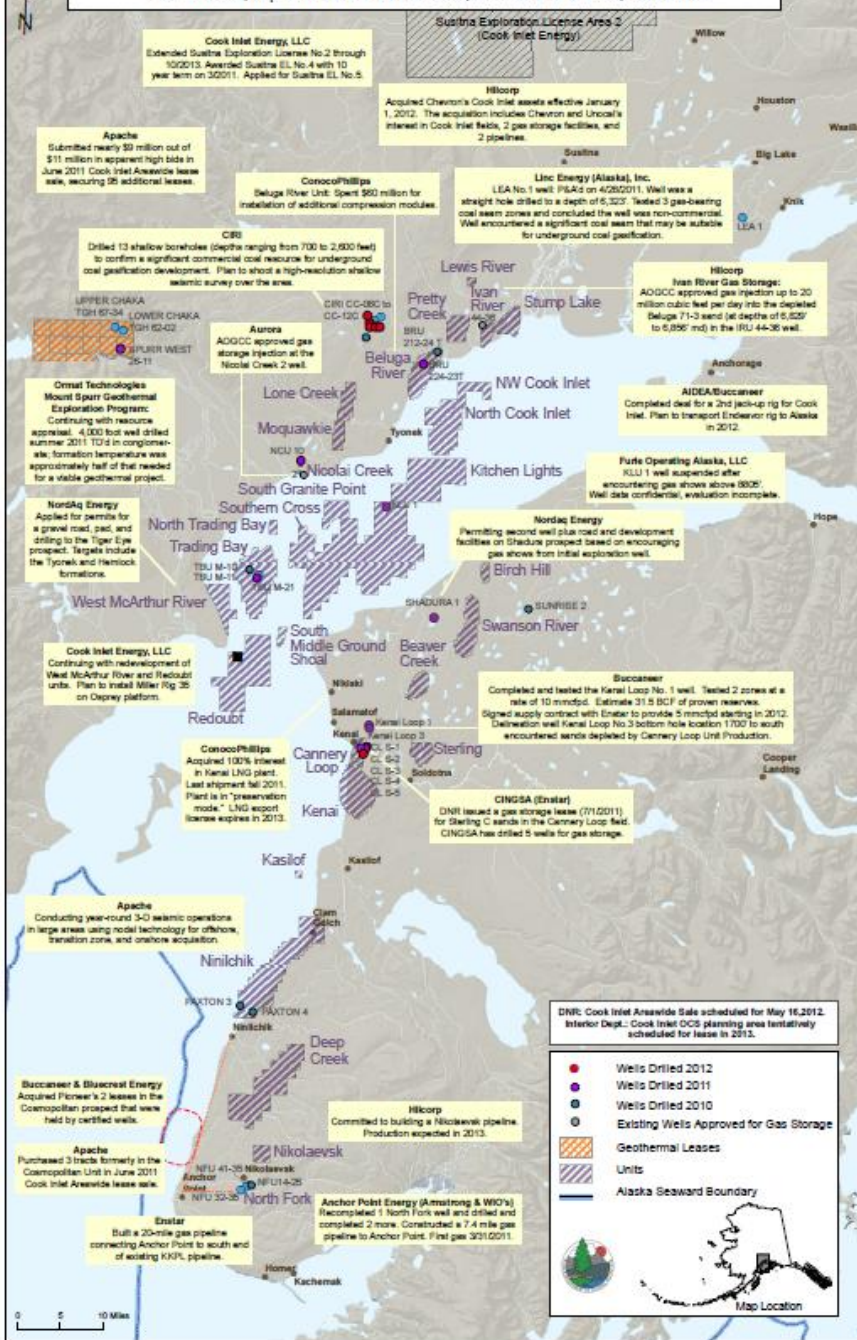 N
Susitna Exploration License Area 2
(Cook Inlet Energy)
Willow
Cook Inlet Energy, LLC
Extended Susitna Exploration License No.2 through
10/2013. Awarded Susitna EL No.4 with 10
year term on 3/2011. Applied for Susitna EL No.5.
Hilcorp
Acquired Chevron's Cook Inlet assets effective January
1, 2012. The acquisition includes Chevron and Unocal's
interest in Cook Inlet fields, 2 gas storage facilities, and
2 pipelines.
Houston
Apache
Submitted nearly $9 million out of
$11 million in apparent high bids in
June 2011 Cook Inlet Areawide lease
sale, securing 95 additional leases.
Susitna
Big Lake
ConocoPhillips
Beluga River Unit: Spent $60 million for
installation of additional compression modules.
Linc Energy (Alaska), Inc.
LEA No.1 well: P&A'd on 4/26/2011. Well was a
straight hole drilled to a depth of 6,323'. Tested 3 gas-bearing
coal seam zones and concluded the well was non-commercial.
Well encountered a significant coal seam that may be suitable
for underground coal gasification.
Knik
LEA 1
CIRI
Drilled 13 shallow boreholes (depths ranging from 700 to 2,600 feet)
to confirm a significant commercial coal resource for underground
coal gasification development. Plan to shoot a high-resolution shallow
seismic survey over the area.
Lewis River
Hilcorp
Ivan River Gas Storage:
AOGCC approved gas injection up to 20
million cubic feet per day into the depleted
Beluga 71-3 sand (at depths of 6,829'
to 6,856' md) in the IRU 44-36 well.
UPPER CHAKA
TGH 67-34
LOWER CHAKA
TGH 62-02
SPURR WEST
26-11
CIRI CC-06C to
CC-12C
Pretty
Creek
Ivan
River
44-36
Stump Lake
Aurora
AOGCC approved gas
storage injection at the
Nicolai Creek 2 well.
BRU
212-24 T
Beluga
River
BRU
224-23T
Anchorage
NW Cook Inlet
Ormat Technologies
Mount Spurr Geothermal
Exploration Program:
Continuing with resource
appraisal. 4,000 foot well drilled
summer 2011 TD'd in conglomer-
ate; formation temperature was
approximately half of that needed
for a viable geothermal project.
Lone Creek
North Cook Inlet
AIDEA/Buccaneer
Completed deal for a 2nd jack-up rig for Cook
Inlet. Plan to transport Endeavor rig to Alaska
in 2012.
Moquawkie
Tyonek
NCU 10
Nicolai Creek
Kitchen Lights
Furie Operating Alaska, LLC
KLU 1 well suspended after
encountering gas shows above 8805'.
Well data confidential, evaluation incomplete.
South Granite Point
Southern Cross
NordAq Energy
Applied for permits for
a gravel road, pad, and
drilling to the Tiger Eye
prospect. Targets include
the Tyonek and Hemlock
formations.
North Trading Bay
Hope
Trading Bay
Nordaq Energy
Permitting second well plus road and development
facilities on Shadura prospect based on encouraging
gas shows from initial exploration well.
TBU M-10
TBU M-21
Birch Hill
West McArthur River
SHADURA 1
SUNRISE 2
Swanson River
South
Middle Ground
Shoal
Beaver
Creek
Cook Inlet Energy, LLC
Continuing with redevelopment of
West McArthur River and Redoubt
units. Plan to install Miller Rig 35
on Osprey platform.
Redoubt
Nikiski
Salamatof
Buccaneer
Completed and tested the Kenai Loop No. 1 well. Tested 2 zones at a
rate of 10 mmcfpd. Estimate 31.5 BCF of proven reserves.
Signed supply contract with Enstar to provide 5 mmcfpd starting in 2012.
Delineation well Kenai Loop No.3 bottom hole location 1700' to south
encountered sands depleted by Cannery Loop Unit Production.
Kenai Loop 1
Kenai
Kenai Loop 3
CL S-1
CL S-2
CL S-3
CL S-4
CL S-5
Cannery
Loop
Sterling
Soldotna
Cooper
Landing
ConocoPhillips
Acquired 100% interest
in Kenai LNG plant.
Last shipment fall 2011.
Plant is in "preservation
mode." LNG export
license expires in 2013.
Kenai
CINGSA (Enstar)
DNR issued a gas storage lease (7/1/2011)
for Sterling C sands in the Cannery Loop field.
CINGSA has drilled 5 wells for gas storage.
Kasilof
Kasilof
Apache
Conducting year-round 3-D seismic operations
in large areas using nodal technology for offshore,
transition zone, and onshore acquisition.
Clam
Gulch
Ninilchik
PAXTON 3
PAXTON 4
Ninilchik
DNR: Cook Inlet Areawide Sale scheduled for May 16,2012.
Interior Dept.: Cook Inlet OCS planning area tentatively
scheduled for lease in 2013.
Deep
Creek
Wells Drilled 2012
Wells Drilled 2011
Wells Drilled 2010
Existing Wells Approved for Gas Storage
Geothermal Leases
Units
Alaska Seaward Boundary
Map Location
Buccaneer & Bluecrest Energy
Acquired Pioneer's 2 leases in the
Cosmopolitan prospect that were
held by certified wells.
Hilcorp
Committed to building a Nikolaevsk pipeline.
Production expected in 2013.
Apache
Purchased 3 tracts formerly in the
Cosmopolitan Unit in June 2011
Cook Inlet Areawide lease sale.
Nikolaevsk
NFU 41-35
Nikolaevsk
NFU14-25
Anchor
Point
NFU 32-35
North Fork
Enstar
Built a 20-mile gas pipeline
connecting Anchor Point to south end
of existing KKPL pipeline.
Anchor Point Energy (Armstrong & WIO's)
Recompleted 1 North Fork well and drilled and
completed 2 more. Constructed a 7.4 mile gas
pipeline to Anchor Point. First gas 3/31/2011.
Homer
Kachemak
0 5 10 Miles